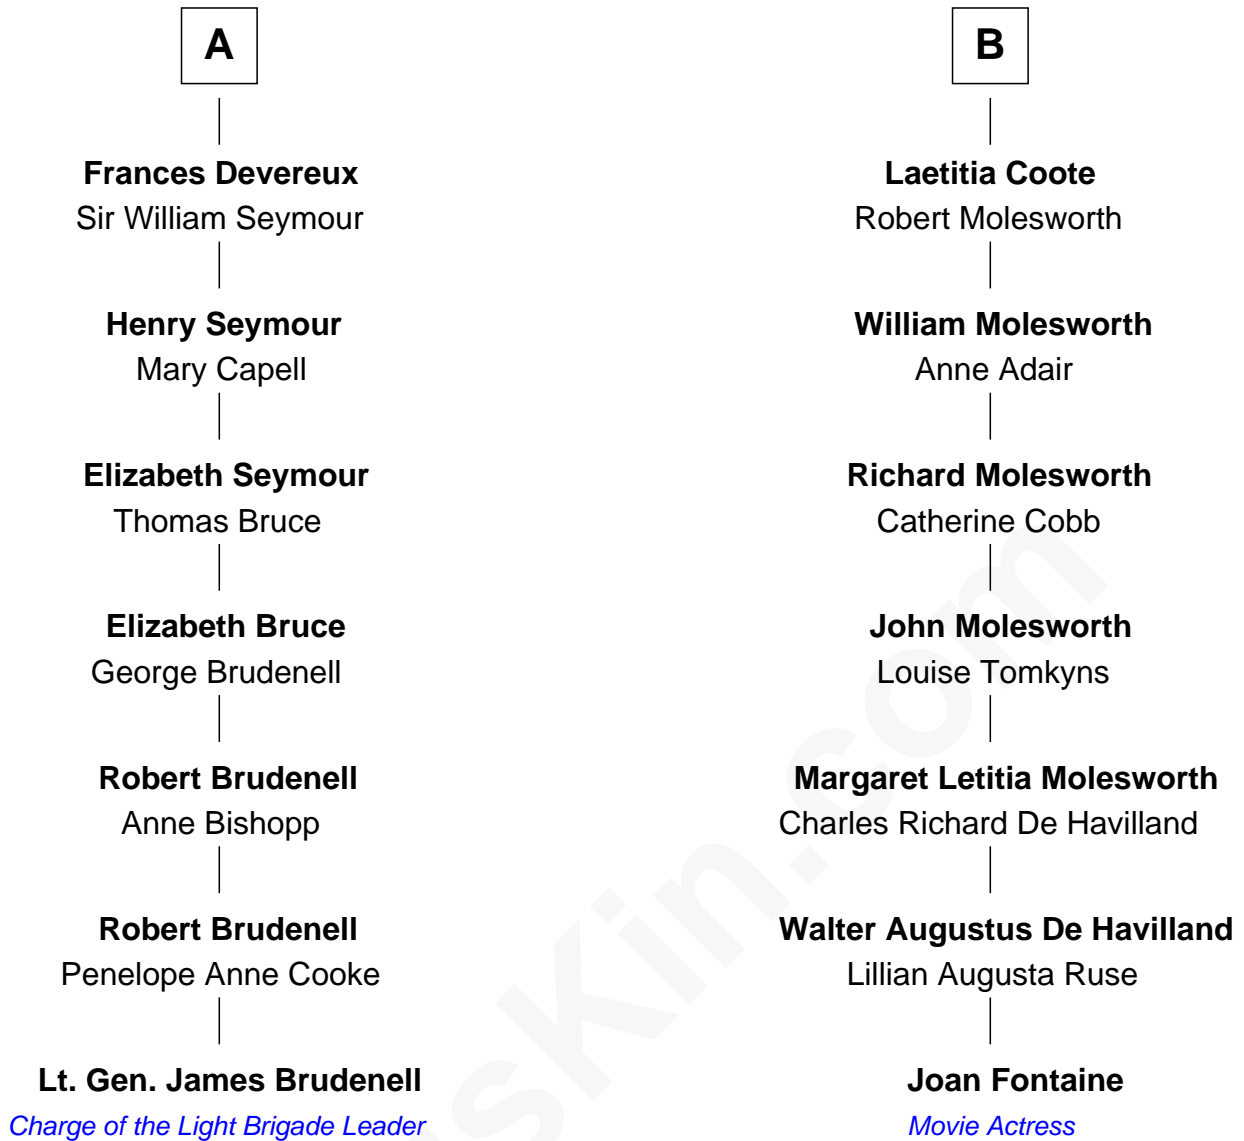 A
Frances Devereux
Sir William Seymour
Henry Seymour
Mary Capell
Elizabeth Seymour
Thomas Bruce
Elizabeth Bruce
George Brudenell
Robert Brudenell
Anne Bishopp
Robert Brudenell
Penelope Anne Cooke
Lt. Gen. James Brudenell
Charge of the Light Brigade Leader
B
Laetitia Coote
Robert Molesworth
William Molesworth
Anne Adair
Richard Molesworth
Catherine Cobb
John Molesworth
Louise Tomkyns
Margaret Letitia Molesworth
Charles Richard De Havilland
Walter Augustus De Havilland
Lillian Augusta Ruse
Joan Fontaine
Movie Actress
sKin.com